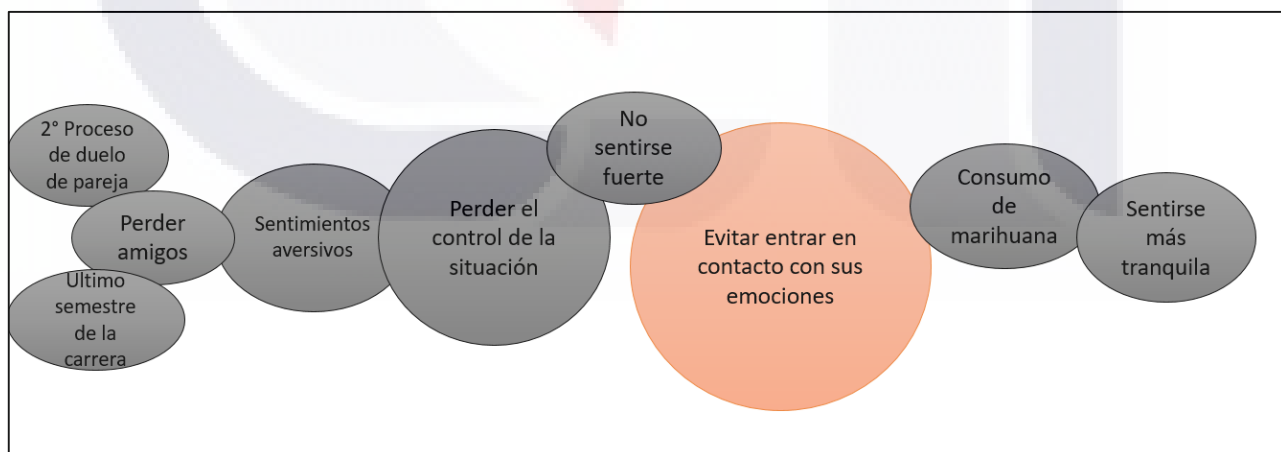 2° Proceso
de duelo
de pareja
Perder
amigos
Ultimo
semestre
de la
carrera
Sentimientos
aversivos
Perder el
control de la
situación
No
sentirse
fuerte
Evitar entrar en
contacto con sus
emociones
Consumo
de
marihuana
Sentirse
más
tranquila